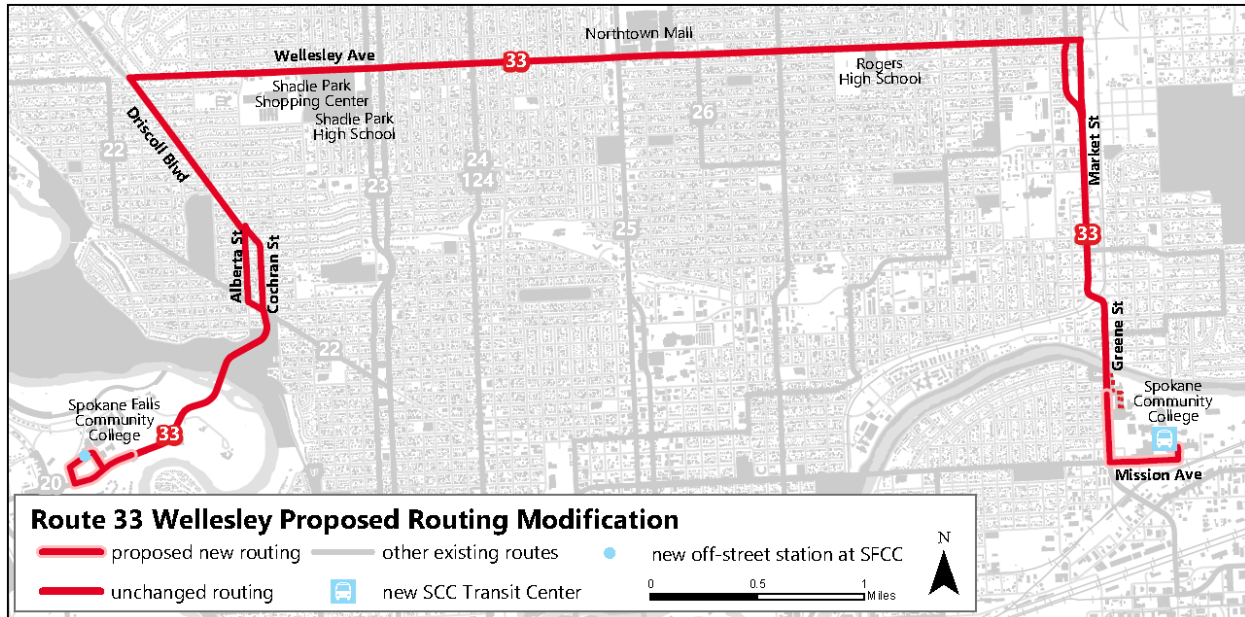 Northtown Mall
Wellesley Ave
33
Shadle Park
Shopping Center
Rogers
High School
Shadle Park
High School
Driscoll Blvd
22
26
Market St
24
124
23
25
33
Alberta St
Cochran St
22
Greene St
Spokane Falls
Community
College
Spokane
Community
College
33
20
Mission Ave
Route 33 Wellesley Proposed Routing Modification
proposed new routing
other existing routes
new off-street station at SFCC
N
unchanged routing
new SCC Transit Center
0 0.5 1
Miles